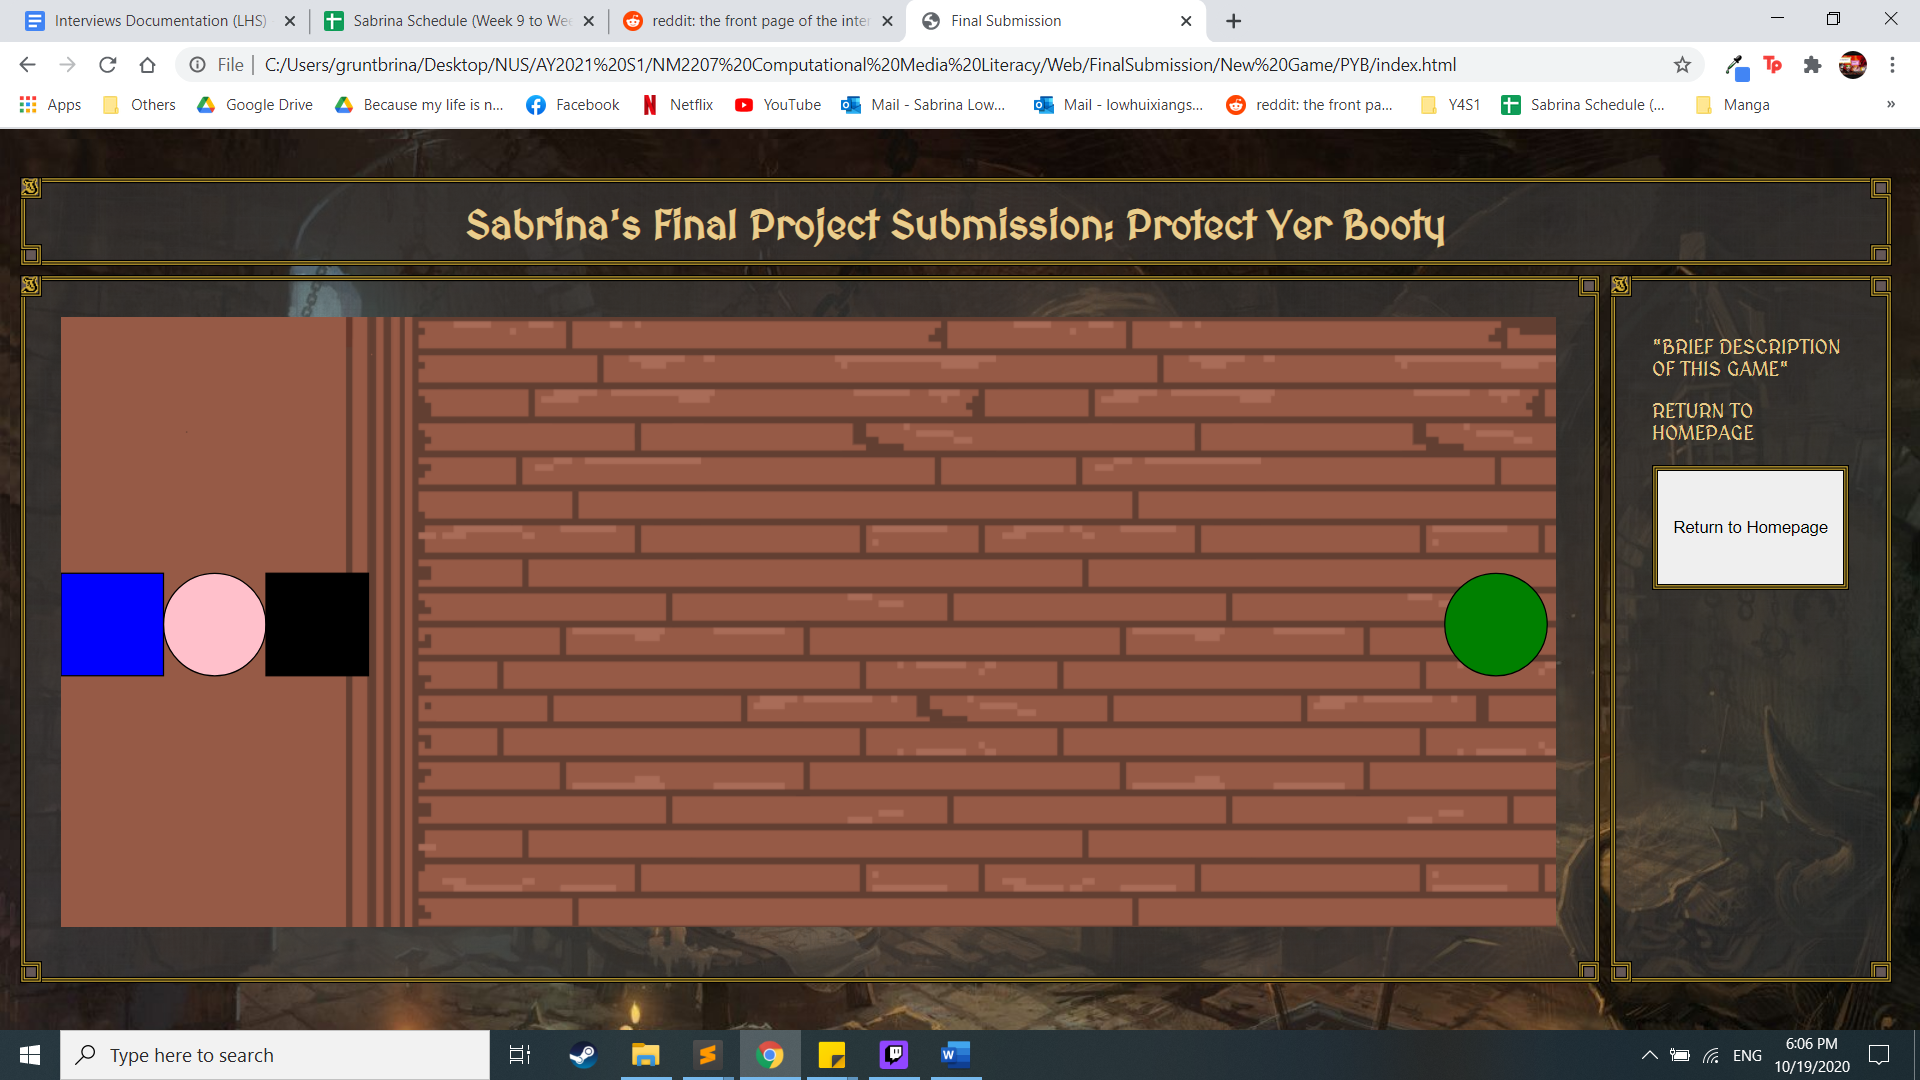 Interviews Documentation (LHS)
Sabrina Schedule (Week 9 to We
reddit: the front page of the inter
Final Submission
File | C:/Users/gruntbrina/Desktop/NUS/AY2021%20S1/NM2207%20Computational%20Media%20Literacy/Web/FinalSubmission/New%20Game/PYB/index.html
Apps Others Google Drive Because my life is n... Facebook Netflix YouTube Mail - Sabrina Low... Mail - lowhuixiangs... reddit: the front pa... Y4S1 Sabrina Schedule (... Manga »
Sabrina's Final Project Submission: Protect Yer Booty
"BRIEF DESCRIPTION
OF THIS GAME"
RETURN TO
HOMEPAGE
Return to Homepage
Type here to search
ENG
6:06 PM
10/19/2020